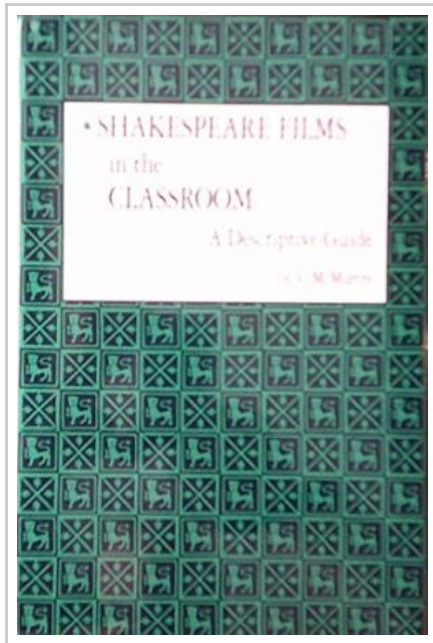 • SHAKESPEARE FILMS
in the
CLASSROOM
A Descriptive Guide